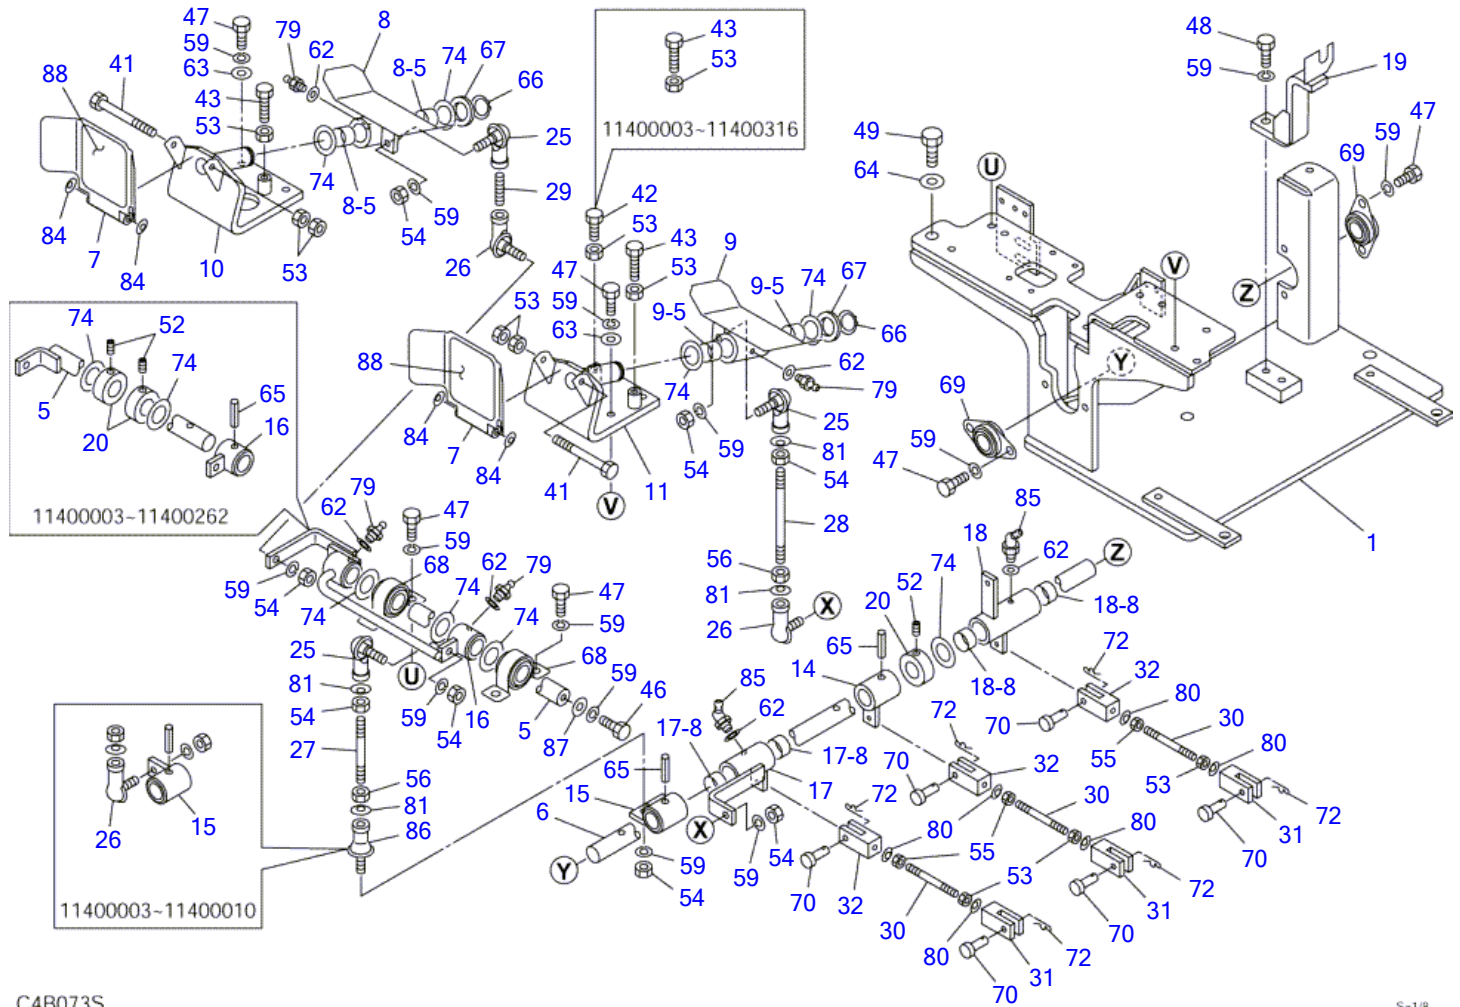 47 79 8 43 48
59 62 74 67 19
63 8-5 66 53 59
88 41 43 53 11400003~11400316 49 69 59 47
25 64 U
74 8-5 29 42
84 7 10 53 84 54 59 26 53 43 9 V Z
47 53 9-5 74 67
74 52 53 59 9-5 66
74 63 62 Y
5 65 88 74 79 69
20 16 84 7 84 41 11 54 59 25 81 54 59 47
11400003~11400262 79 62 47 V 28 85 1
59 18 62 Z
59 54 74 68 74 62 79 47 59 56 81 26 X 52 20 74 18-8
25 U 74 68 65 14 18-8 72 32 80
81 54 27 59 54 16 5 87 59 46 85 62 17-8 17-8 72 70 55 30 80
56 65 15 17 70 32 53
26 15 81 86 6 X 72 80 30 80 31 72 70
11400003~11400010 Y 59 54 59 54 70 32 55 53 31 72 70
30 80 31 72 70
C4B073S
S-1/8